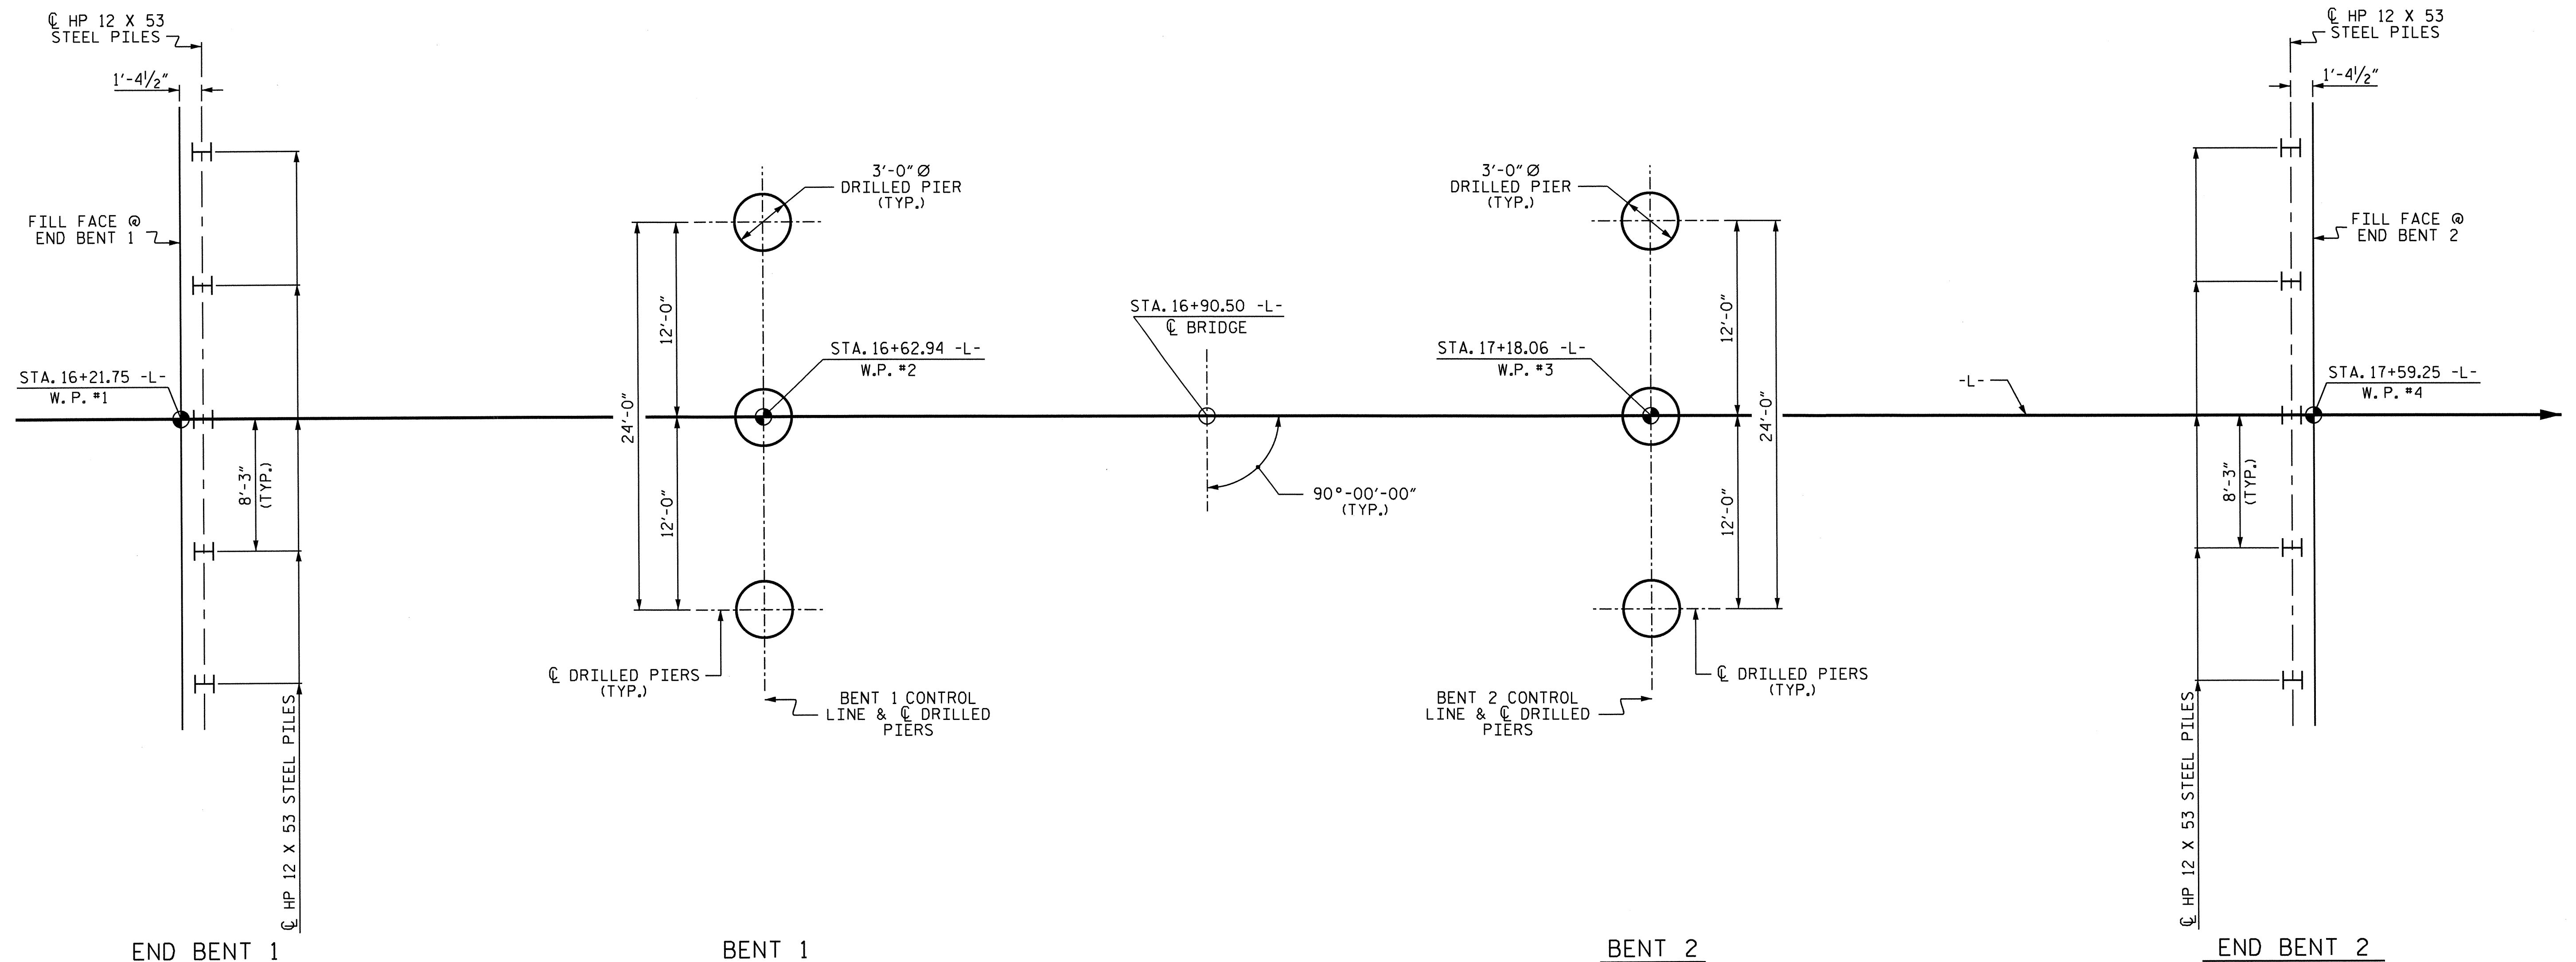 ℄ HP 12 X 53
STEEL PILES
1'-4 1/2"
FILL FACE @
END BENT 1
STA. 16+21.75 -L-
W.P. #1
8'-3"
(TYP.)
℄ HP 12 X 53 STEEL PILES
END BENT 1
3'-0" Ø
DRILLED PIER
(TYP.)
12'-0"
24'-0"
12'-0"
STA. 16+62.94 -L-
W.P. #2
℄ DRILLED PIERS
(TYP.)
BENT 1 CONTROL
LINE & ℄ DRILLED
PIERS
BENT 1
STA. 16+90.50 -L-
℄ BRIDGE
90°-00'-00"
(TYP.)
3'-0" Ø
DRILLED PIER
(TYP.)
STA. 17+18.06 -L-
W.P. #3
12'-0"
24'-0"
12'-0"
℄ DRILLED PIERS
(TYP.)
BENT 2 CONTROL
LINE & ℄ DRILLED
PIERS
BENT 2
-L-
℄ HP 12 X 53
STEEL PILES
1'-4 1/2"
FILL FACE @
END BENT 2
STA. 17+59.25 -L-
W.P. #4
8'-3"
(TYP.)
℄ HP 12 X 53 STEEL PILES
END BENT 2